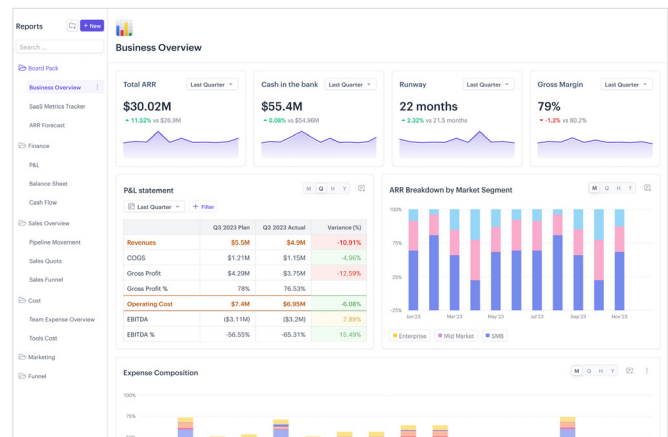 Reports
+ New
Search ...
Board Pack
Business Overview
SaaS Metrics Tracker
ARR Forecast
Finance
P&L
Balance Sheet
Cash Flow
Sales Overview
Pipeline Movement
Sales Quota
Sales Funnel
Cost
Team Expense Overview
Tools Cost
Marketing
Funnel
Business Overview
Total ARR Last Quarter
$30.02M
11.52% vs $26.9M
Cash in the bank Last Quarter
$55.4M
0.08% vs $54.96M
Runway Last Quarter
22 months
2.32% vs 21.5 months
Gross Margin Last Quarter
79%
-1.2% vs 80.2%
P&L statement M Q H Y
Last Quarter + Filter
Q3 2023 Plan Q3 2023 Actual Variance (%)
Revenues $5.5M $4.9M -10.91%
COGS $1.21M $1.15M -4.96%
Gross Profit $4.29M $3.75M -12.59%
Gross Profit % 78% 76.53%
Operating Cost $7.4M $6.95M -6.08%
EBITDA ($3.11M) ($3.2M) 2.89%
EBITDA % -56.55% -65.31% 15.49%
ARR Breakdown by Market Segment M Q H Y
100%
75%
25%
-25%
Jan'23 Mar'23 May'23 Jul'23 Sep'23 Nov'23
Enterprise Mid Market SMB
Expense Composition M Q H Y
100%
75%